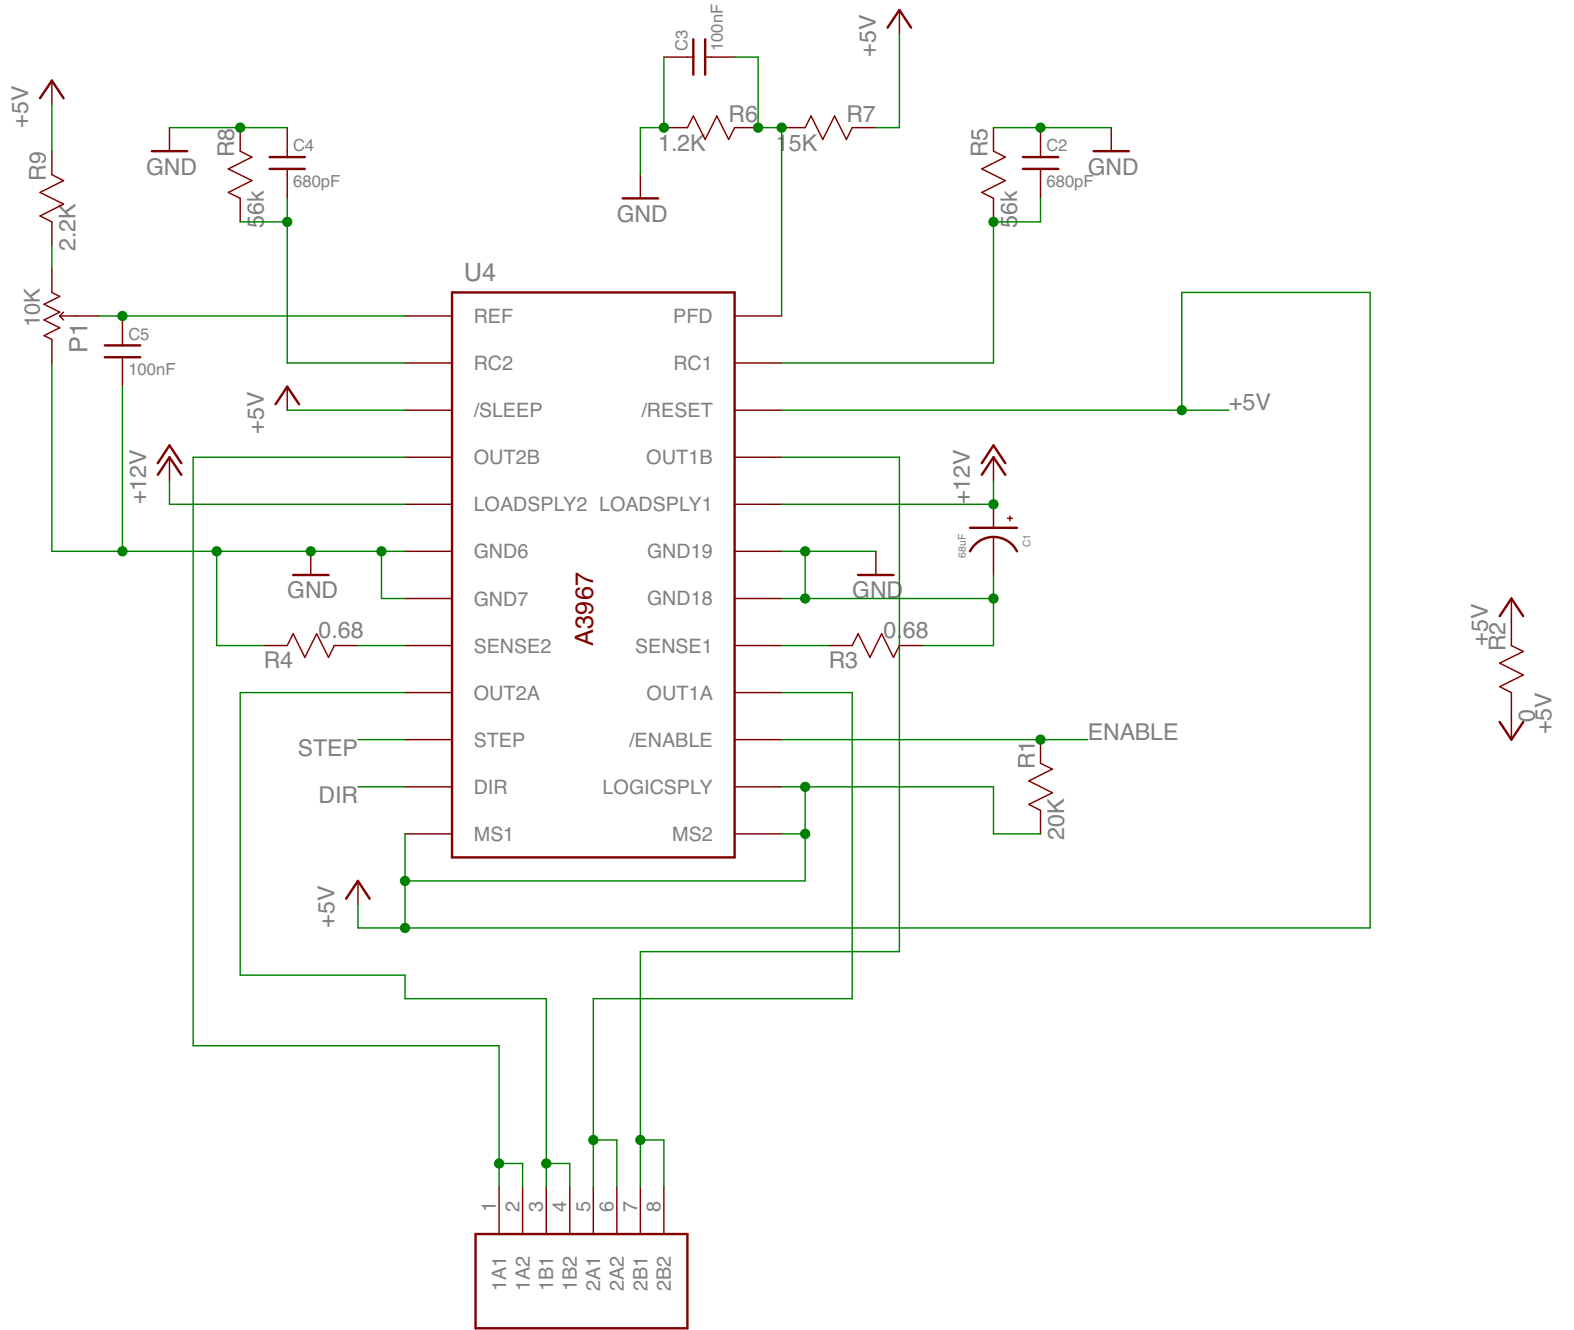 C3
100nF
+5V
+5V
R6
R7
1.2K
15K
R8
C4
GND
680pF
56k
R5
C2
GND
680pF
56k
R9
2.2K
GND
U4
10K
P1
C5
100nF
REF
PFD
RC2
RC1
+5V
/SLEEP
/RESET
+5V
+12V
OUT2B
OUT1B
+12V
LOADSPLY2
LOADSPLY1
68uF
+
C1
GND6
GND19
GND
GND
GND7
A3967
GND18
0.68
R4
SENSE2
SENSE1
0.68
R3
+5V
R2
0
+5V
OUT2A
OUT1A
STEP
STEP
/ENABLE
ENABLE
DIR
DIR
LOGICSPLY
R1
20K
MS1
MS2
+5V
1
2
3
4
5
6
7
8
1A1
1A2
1B1
1B2
2A1
2A2
2B1
2B2